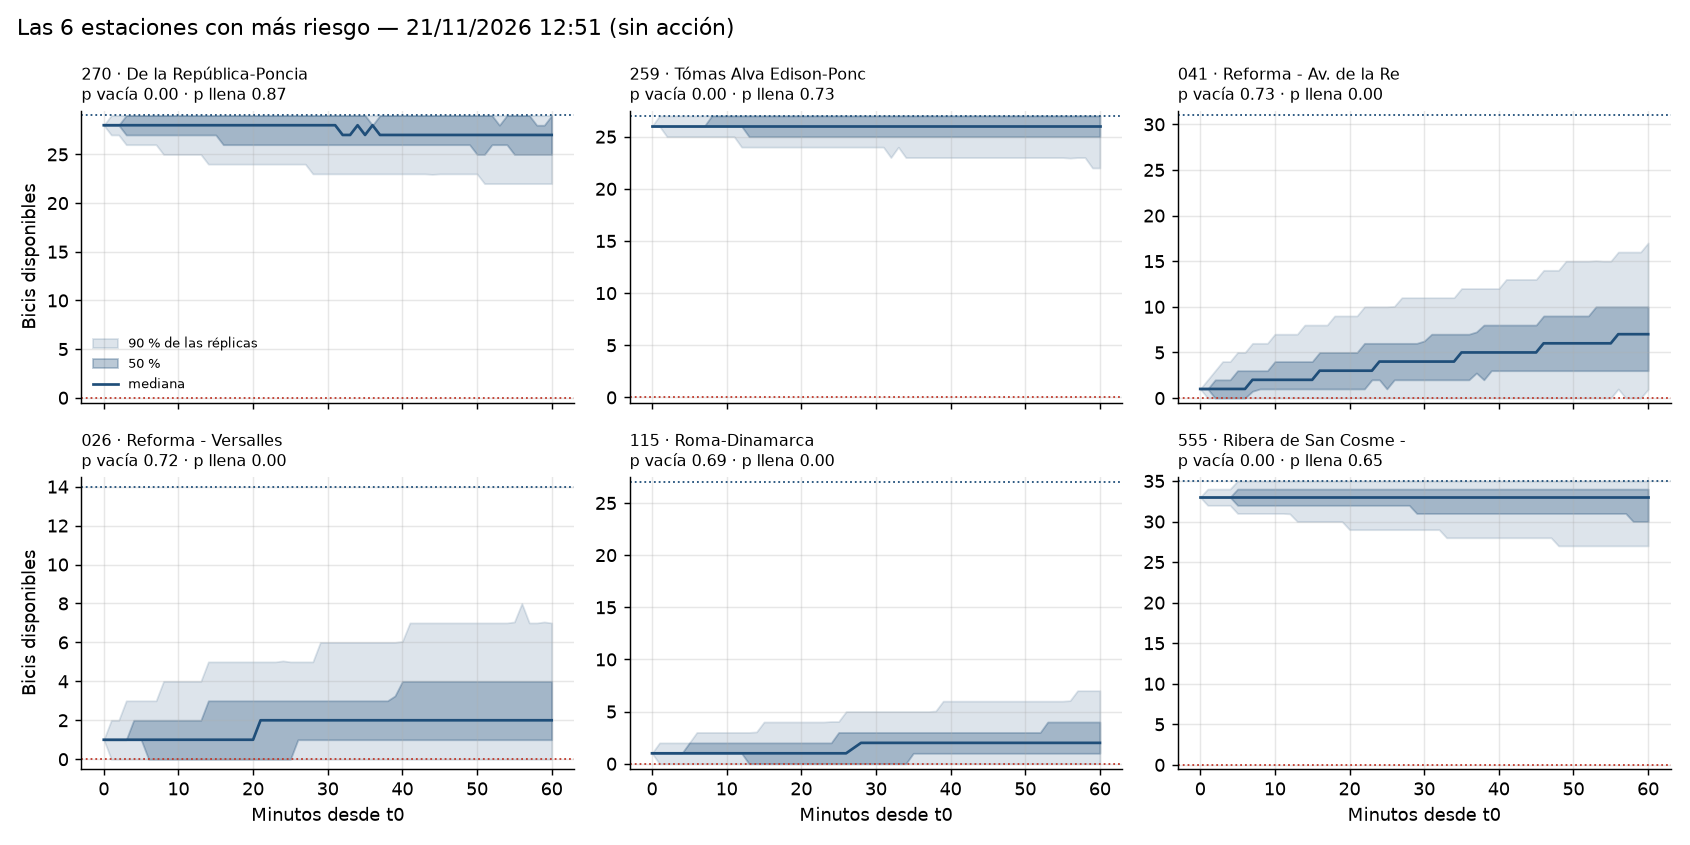 Las 6 estaciones con más riesgo — 21/11/2026 12:51 (sin acción)
270 · De la República-Poncia
p vacía 0.00 · p llena 0.87
25
20
15
10
5
0
Bicis disponibles
90 % de las réplicas
50 %
mediana
259 · Tómas Alva Edison-Ponc
p vacía 0.00 · p llena 0.73
25
20
15
10
5
0
041 · Reforma - Av. de la Re
p vacía 0.73 · p llena 0.00
30
25
20
15
10
5
0
026 · Reforma - Versalles
p vacía 0.72 · p llena 0.00
14
12
10
8
6
4
2
0
Bicis disponibles
0 10 20 30 40 50 60
Minutos desde t0
115 · Roma-Dinamarca
p vacía 0.69 · p llena 0.00
25
20
15
10
5
0
0 10 20 30 40 50 60
Minutos desde t0
555 · Ribera de San Cosme -
p vacía 0.00 · p llena 0.65
35
30
25
20
15
10
5
0
0 10 20 30 40 50 60
Minutos desde t0